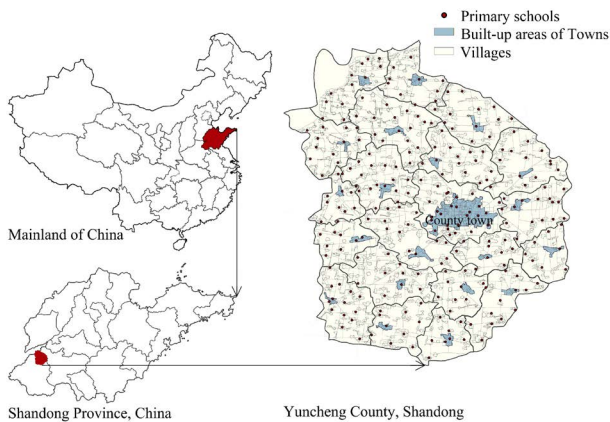 Primary schools
Built-up areas of Towns
Villages
County town
Mainland of China
Shandong Province, China
Yuncheng County, Shandong